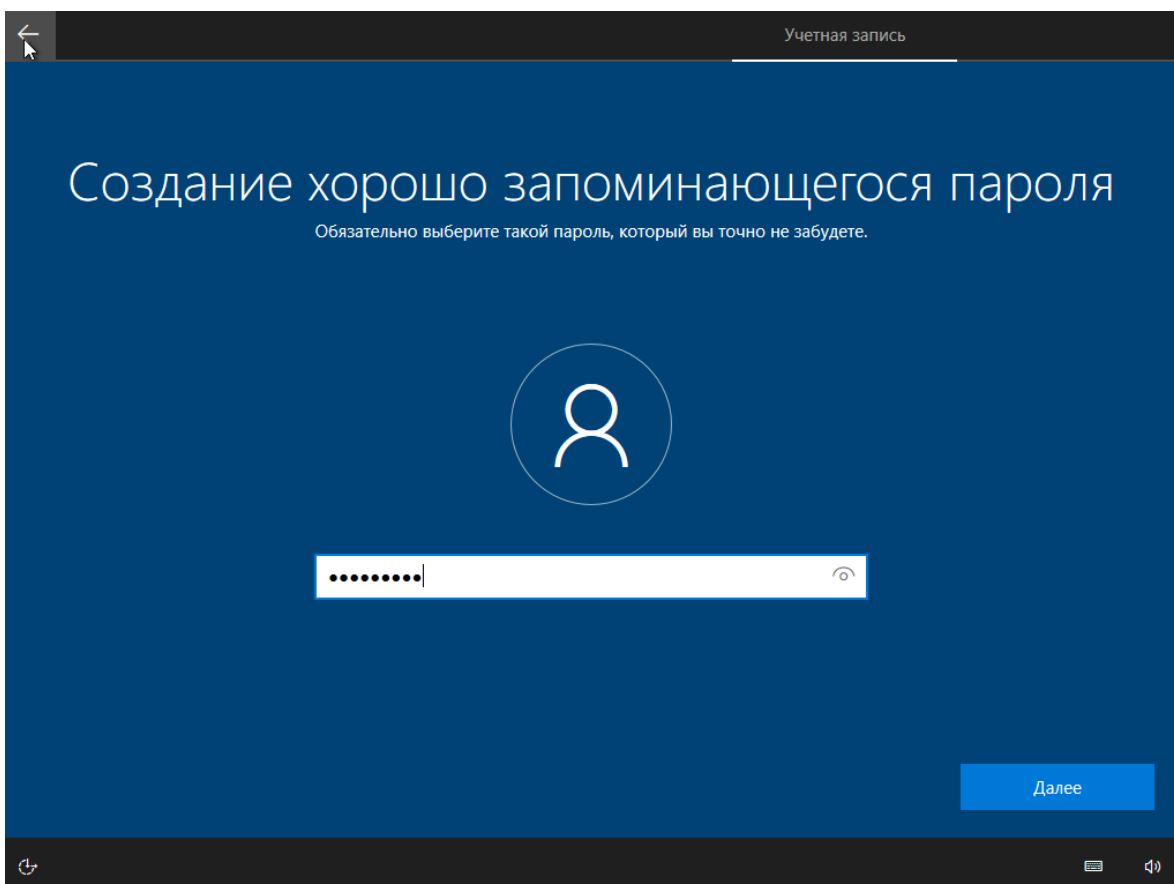 Учетная запись
Создание хорошо запоминающегося пароля
Обязательно выберите такой пароль, который вы точно не забудете.
Далее